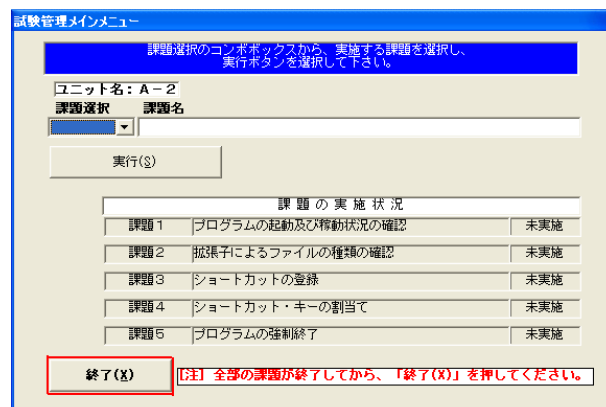 試験管理メインメニュー
課題選択のコンボボックスから、実施する課題を選択し、
実行ボタンを選択して下さい。
ユニット名：Ａ－２
課題選択 課題名
実行(S)
課 題 の 実 施 状 況
課題１ プログラムの起動及び稼動状況の確認 未実施
課題２ 拡張子によるファイルの種類の確認 未実施
課題３ ショートカットの登録 未実施
課題４ ショートカット・キーの割当て 未実施
課題５ プログラムの強制終了 未実施
終了(X) [注] 全部の課題が終了してから、「終了(X)」を押してください。